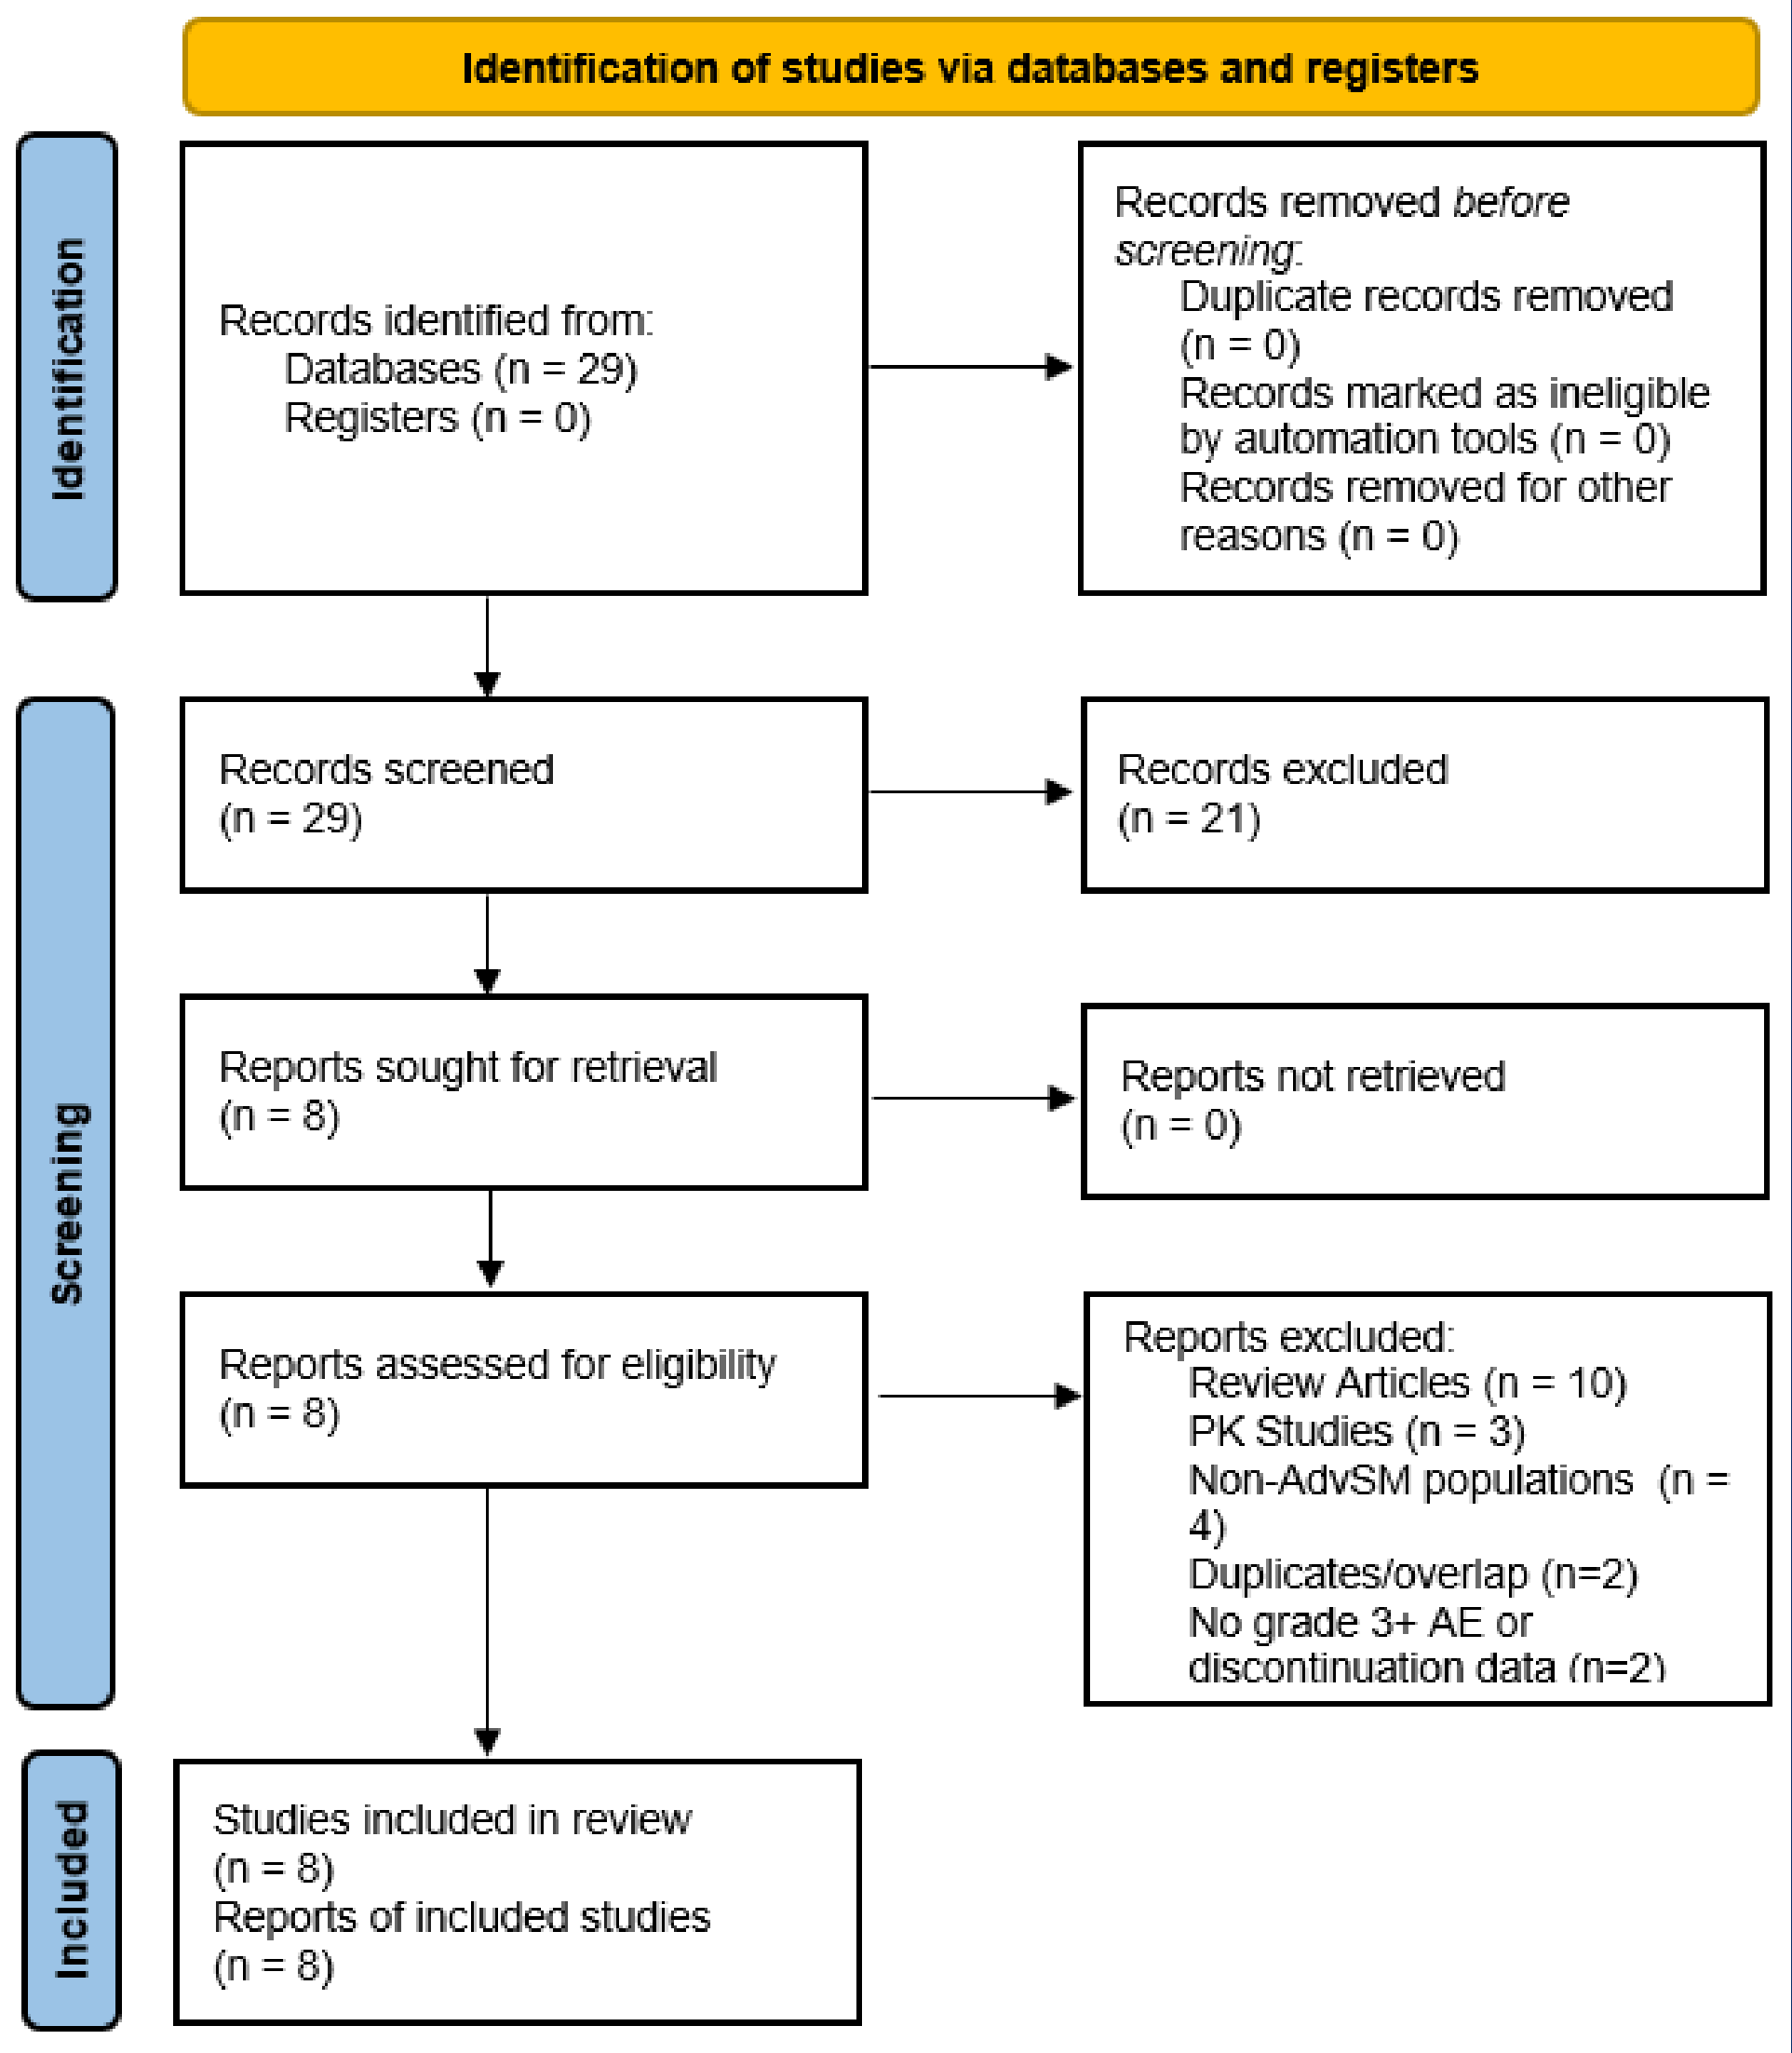 Identification of studies via databases and registers
Identification
Records identified from:
Databases (n = 29)
Registers (n = 0)
Records removed before
screening:
Duplicate records removed
(n = 0)
Records marked as ineligible
by automation tools (n = 0)
Records removed for other
reasons (n = 0)
Screening
Records screened
(n = 29)
Records excluded
(n = 21)
Reports sought for retrieval
(n = 8)
Reports not retrieved
(n = 0)
Reports assessed for eligibility
(n = 8)
Reports excluded:
Review Articles (n = 10)
PK Studies (n = 3)
Non-AdvSM populations (n =
4)
Duplicates/overlap (n=2)
No grade 3+ AE or
discontinuation data (n=2)
Included
Studies included in review
(n = 8)
Reports of included studies
(n = 8)